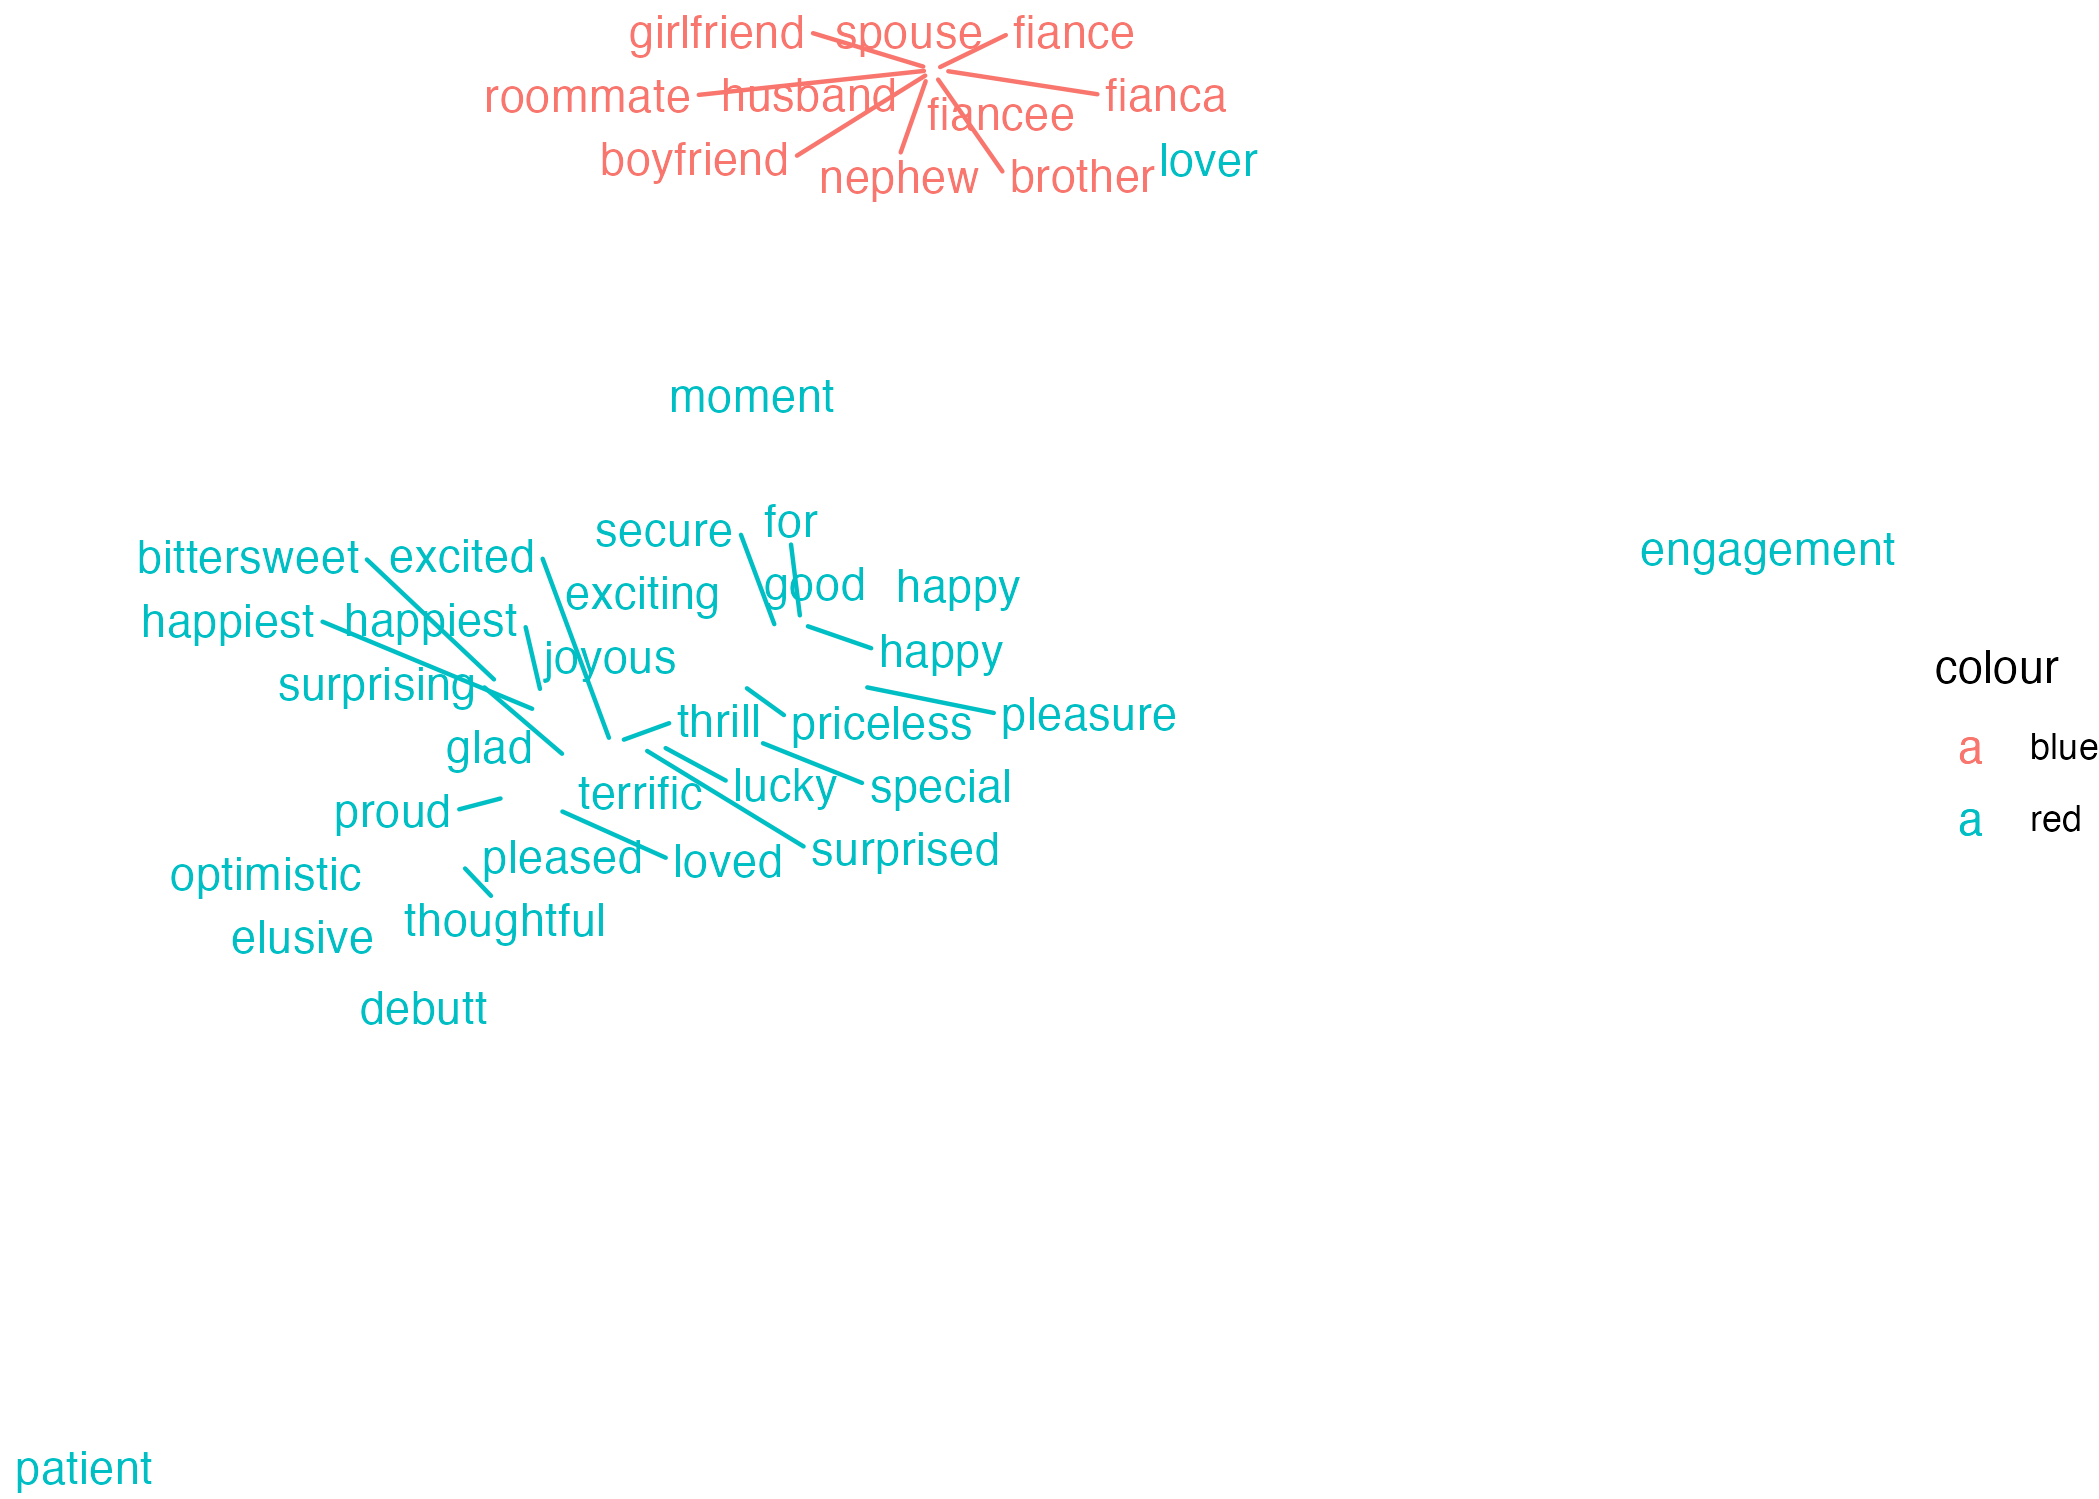 girlfriend spouse fiance
roommate husband fianca
fiancee
boyfriend lover
nephew brother
moment
secure for
bittersweet excited engagement
exciting good happy
happiest happiest
joyous happy
surprising
thrill priceless pleasure
glad
terrific lucky special
proud
pleased loved surprised
optimistic
thoughtful
elusive
debutt
patient
colour
a blue
a red